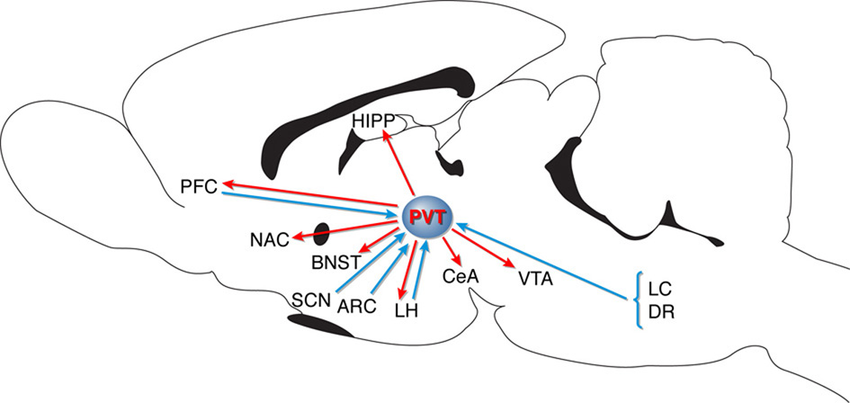 HIPP
PFC
PVT
NAC
BNST
CeA
VTA
SCN
ARC
LH
LC
DR